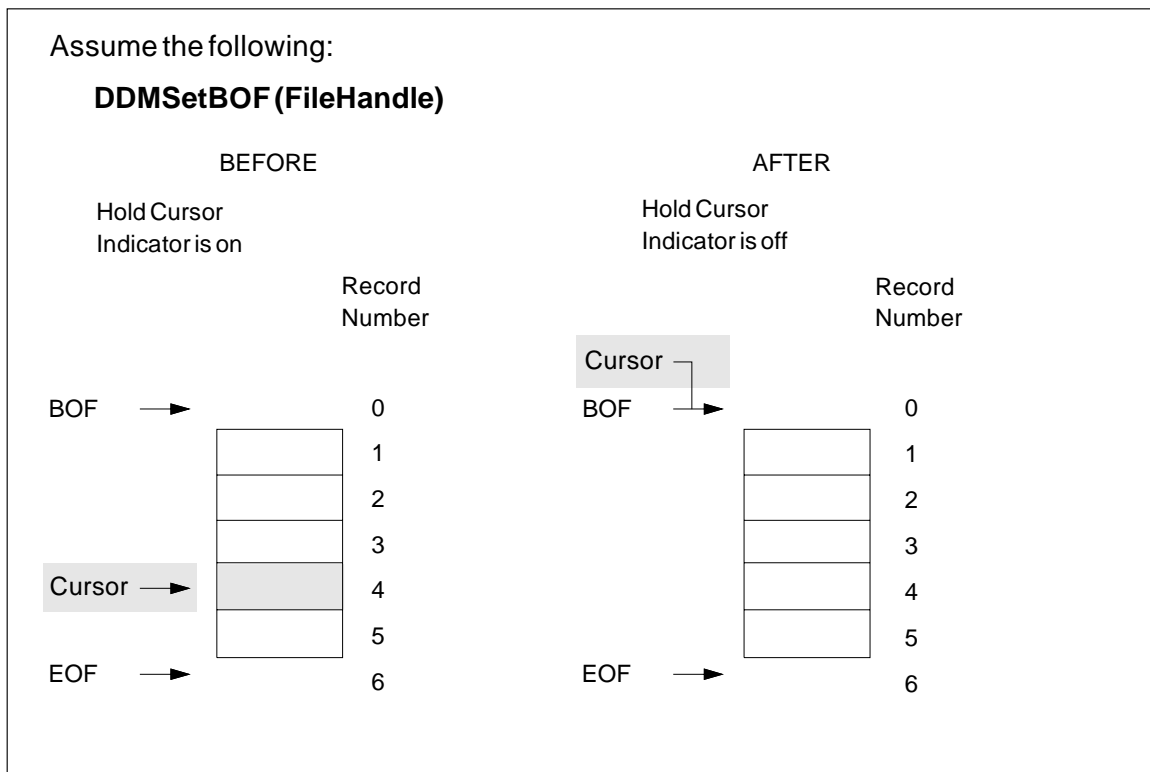 Assume the following:
DDMSetBOF (FileHandle)
BEFORE
Hold Cursor
Indicator is on
Record
Number
BOF 0
1
2
3
Cursor 4
5
EOF 6
AFTER
Hold Cursor
Indicator is off
Record
Number
Cursor
BOF 0
1
2
3
4
5
EOF 6